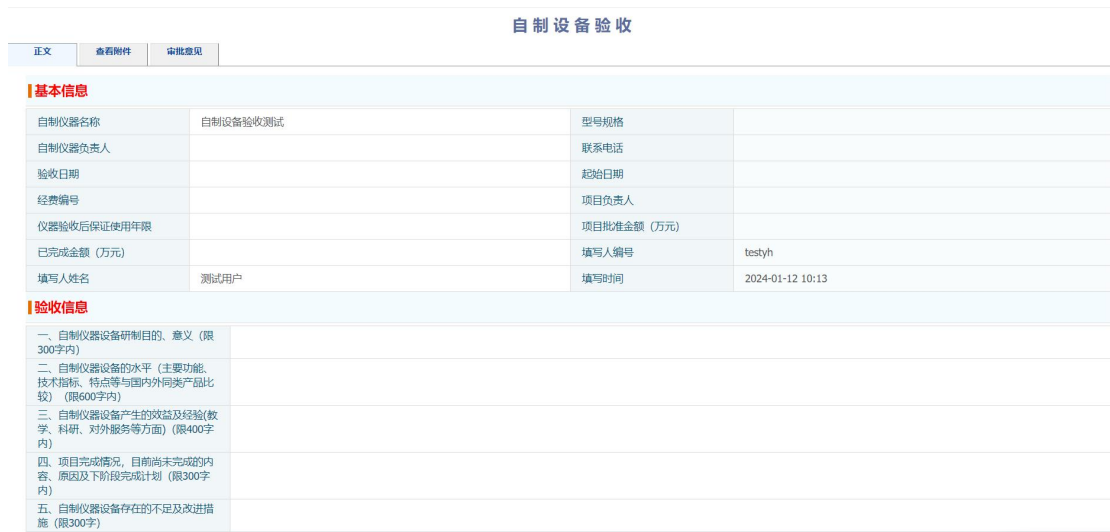 自制设备验收
正文 查看附件 审批意见
基本信息
自制仪器名称 自制设备验收测试 型号规格
自制仪器负责人 联系电话
验收日期 起始日期
经费编号 项目负责人
仪器验收后保证使用年限 项目批准金额（万元）
已完成金额（万元） 填写人编号 testyh
填写人姓名 测试用户 填写时间 2024-01-12 10:13
验收信息
一、自制仪器设备研制目的、意义（限
300字内）
二、自制仪器设备的水平（主要功能、
技术指标、特点等与国内外同类产品比
较）（限600字内）
三、自制仪器设备产生的效益及经验(教
学、科研、对外服务等方面)（限400字
内）
四、项目完成情况，目前尚未完成的内
容、原因及下阶段完成计划（限300字
内）
五、自制仪器设备存在的不足及改进措
施（限300字）